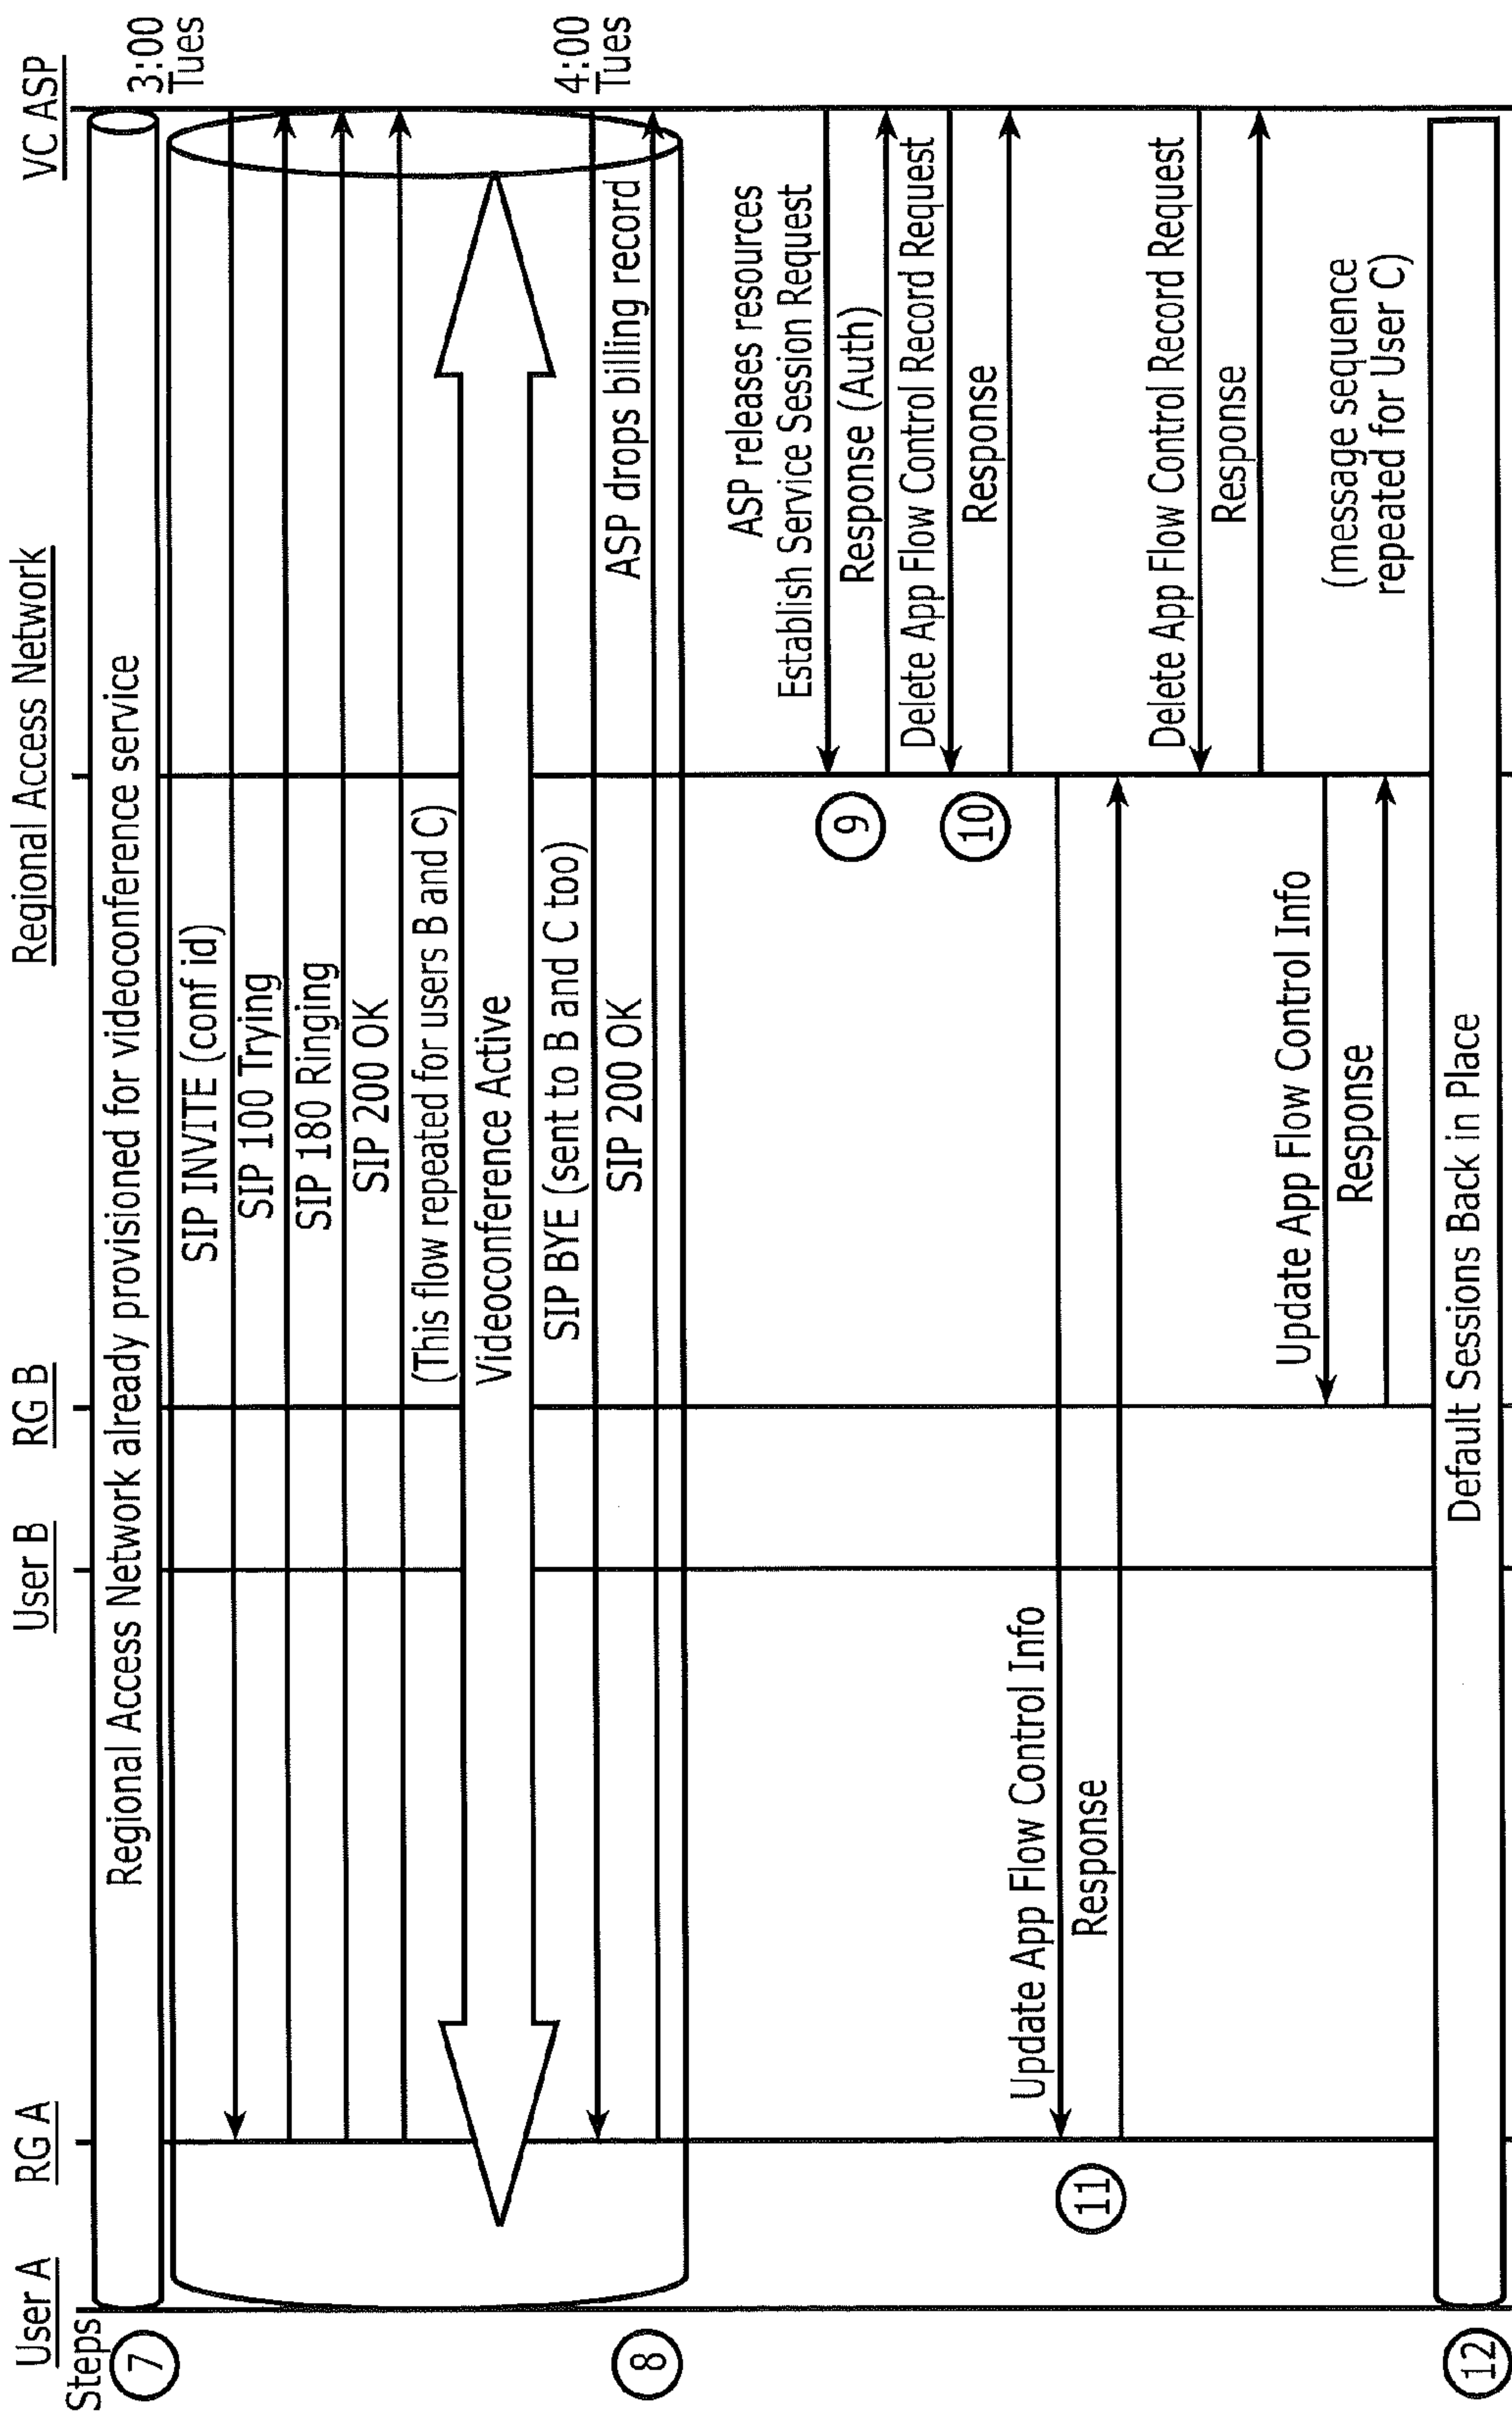 User A
RG A
User B
RG B
Regional Access Network
VC ASP
Steps
7
Regional Access Network already provisioned for videoconference service
3:00
Tues
SIP INVITE (conf id)
SIP 100 Trying
SIP 180 Ringing
SIP 200 OK
(This flow repeated for users B and C)
Videoconference Active
SIP BYE (sent to B and C too)
4:00
Tues
8
SIP 200 OK
ASP drops billing record
ASP releases resources
Establish Service Session Request
9
Response (Auth)
Delete App Flow Control Record Request
10
Response
Update App Flow Control Info
11
Response
Delete App Flow Control Record Request
Response
Update App Flow Control Info
Response
(message sequence
repeated for User C)
12
Default Sessions Back in Place